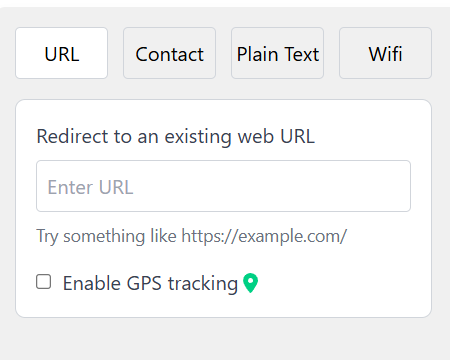 URL Contact Plain Text Wifi
Redirect to an existing web URL
Enter URL
Try something like https://example.com/
Enable GPS tracking